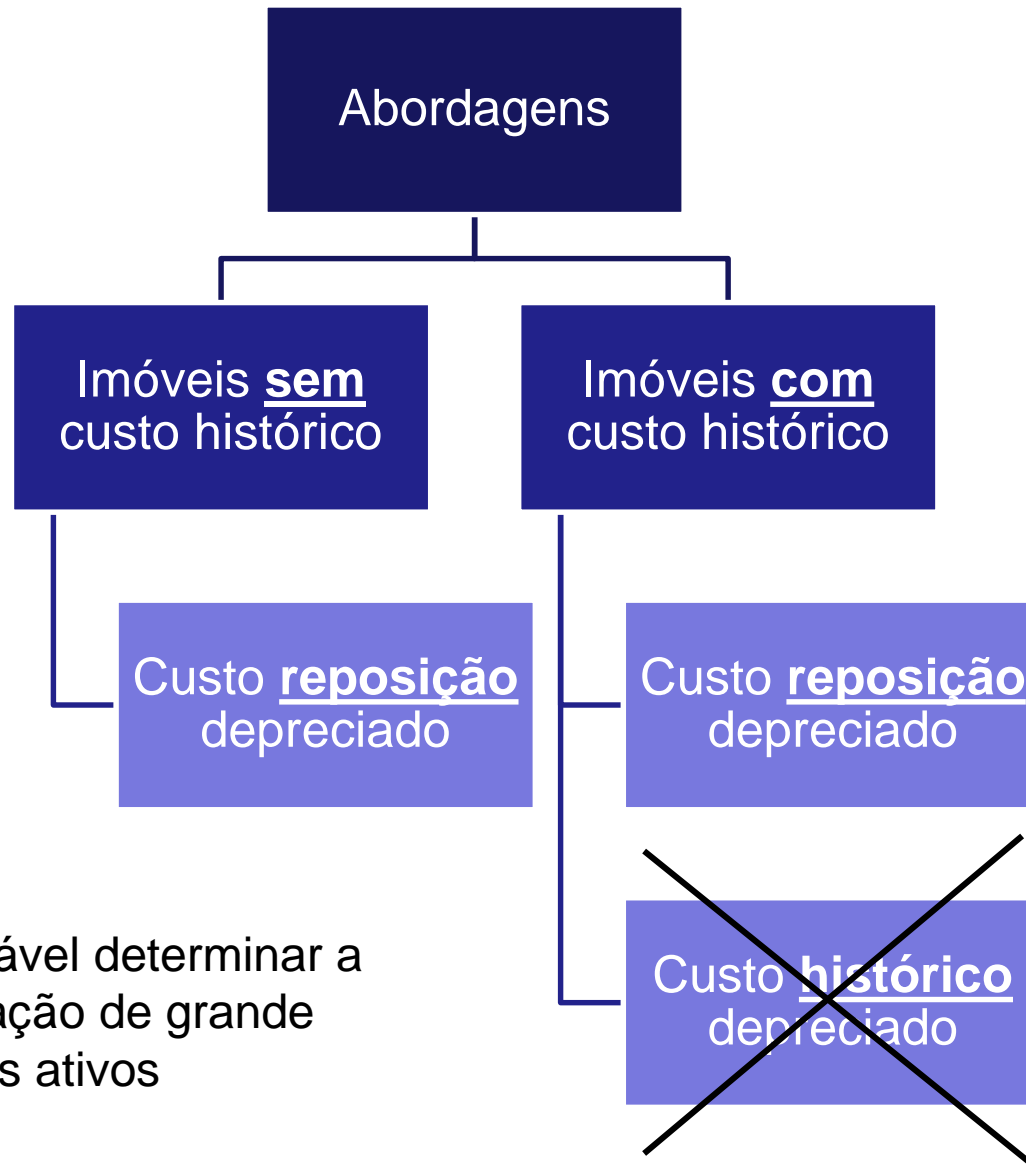 Abordagens
Imóveis sem
custo histórico
Imóveis com
custo histórico
Custo reposição
depreciado
Custo reposição
depreciado
Custo histórico
depreciado
ável determinar a
ação de grande
s ativos